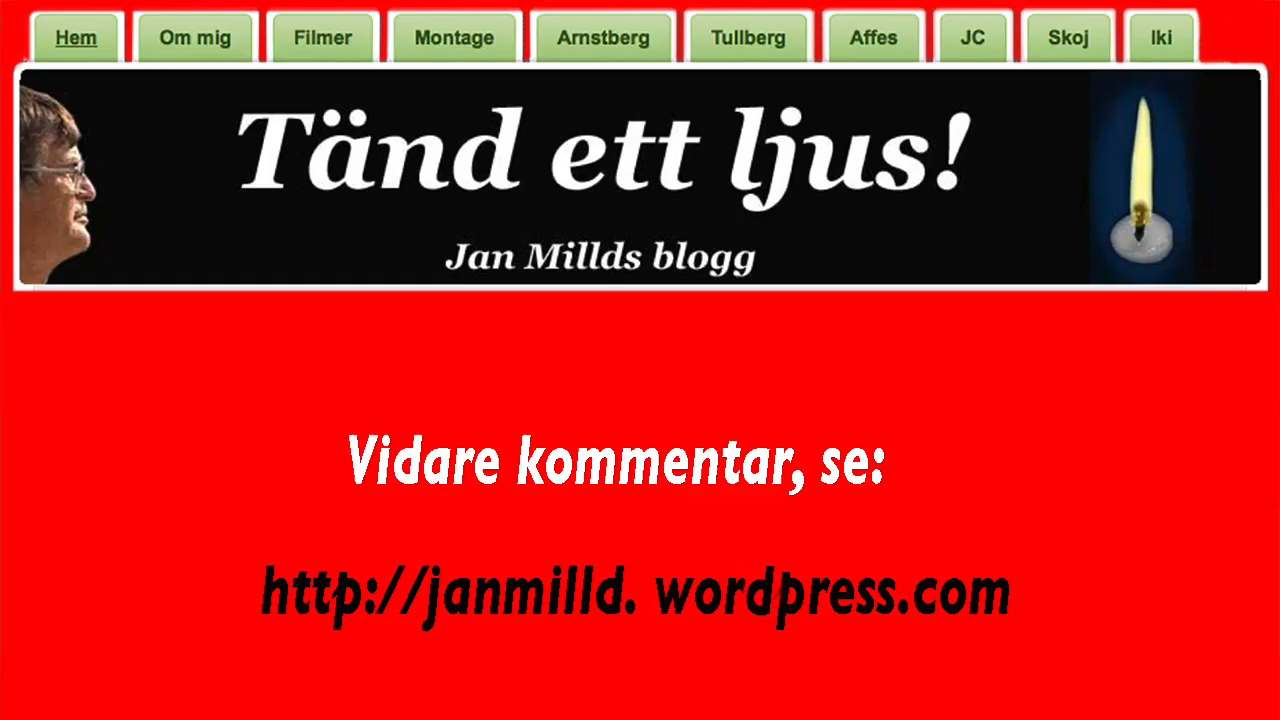 Hem Om mig Filmer Montage Arnstberg Tullberg Affes JC Skoj Iki
Tänd ett ljus!
Jan Millds blogg
Vidare kommentar, se:
http://janmilld. wordpress.com